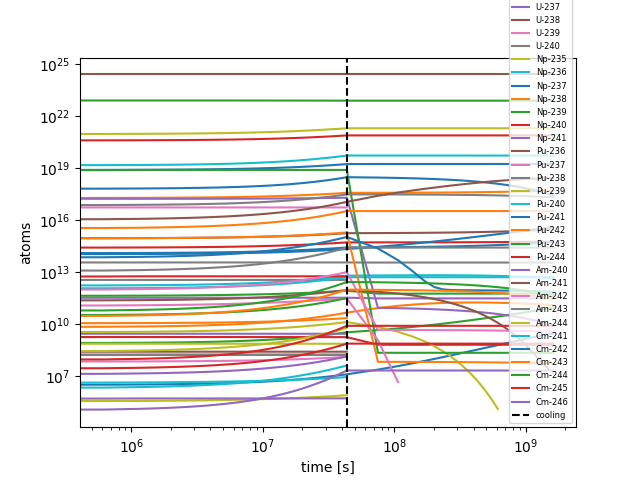 U-237
U-238
U-239
U-240
Np-235
Np-236
Np-237
Np-238
Np-239
Np-240
Np-241
Pu-236
Pu-237
Pu-238
Pu-239
Pu-240
Pu-241
Pu-242
Pu-243
Pu-244
Am-240
Am-241
Am-242
Am-243
Am-244
Cm-241
Cm-242
Cm-243
Cm-244
Cm-245
Cm-246
cooling
10^25
10^22
10^19
10^16
10^13
10^10
10^7
atoms
10^6 10^7 10^8 10^9
time [s]